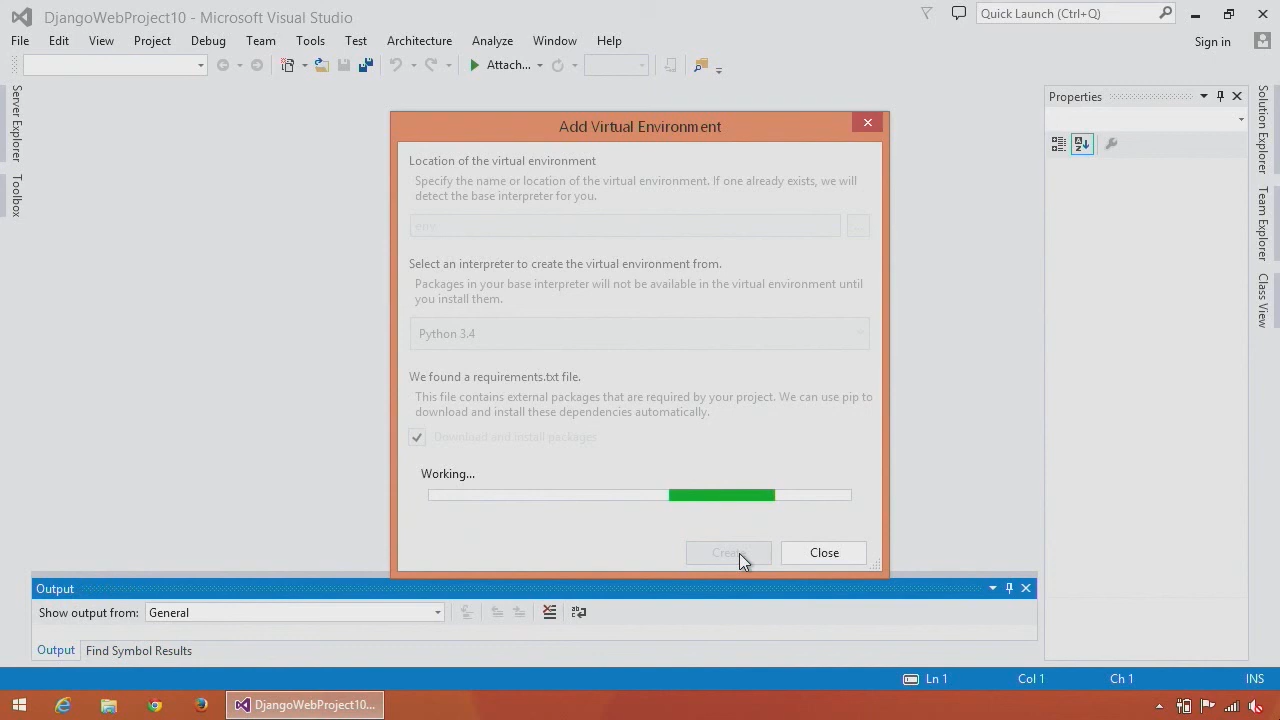 DjangoWebProject10 - Microsoft Visual Studio
Quick Launch (Ctrl+Q)
File Edit View Project Debug Team Tools Test Architecture Analyze Window Help
Sign in
Attach...
Server Explorer
Toolbox
Add Virtual Environment
Location of the virtual environment
Specify the name or location of the virtual environment. If one already exists, we will
detect the base interpreter for you.
env
...
Select an interpreter to create the virtual environment from.
Packages in your base interpreter will not be available in the virtual environment until
you install them.
Python 3.4
We found a requirements.txt file.
This file contains external packages that are required by your project. We can use pip to
download and install these dependencies automatically.
Download and install packages
Working...
Create
Close
Properties
Solution Explorer
Team Explorer
Class View
Output
Show output from: General
Output Find Symbol Results
Ln 1 Col 1 Ch 1 INS
DjangoWebProject10...